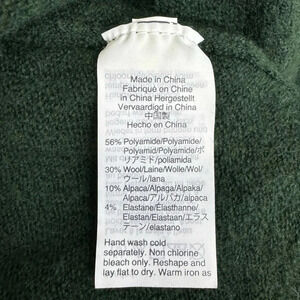 Made in China
Fabriqué en Chine
in China Hergestellt
Vervaardigd in China
中国製
Hecho en China
56% Polyamide/Polyamide/
Polyamid/Polyamide/ポ
リアミド/poliamida
30% Wool/Laine/Wolle/Wol/
ウール/lana
10% Alpaca/Alpaga/Alpaka/
Alpaca/アルパカ/alpaca
4% Elastane/Élasthanne/
Elastan/Elastaan/エラス
テーン/elastano
Hand wash cold
separately. Non chlorine
bleach only. Reshape and
lay flat to dry. Warm iron as